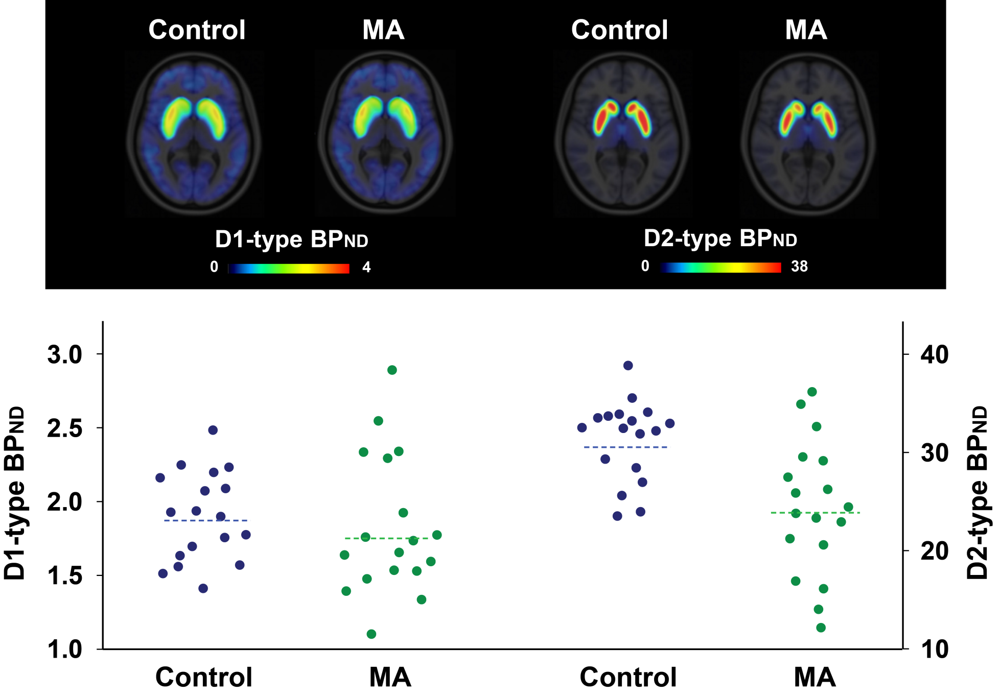 Control MA Control MA
D1-type BPND D2-type BPND
0 4 0 38
D1-type BPND
3.0
2.5
2.0
1.5
1.0
40
30
20
10
D2-type BPND
Control MA Control MA